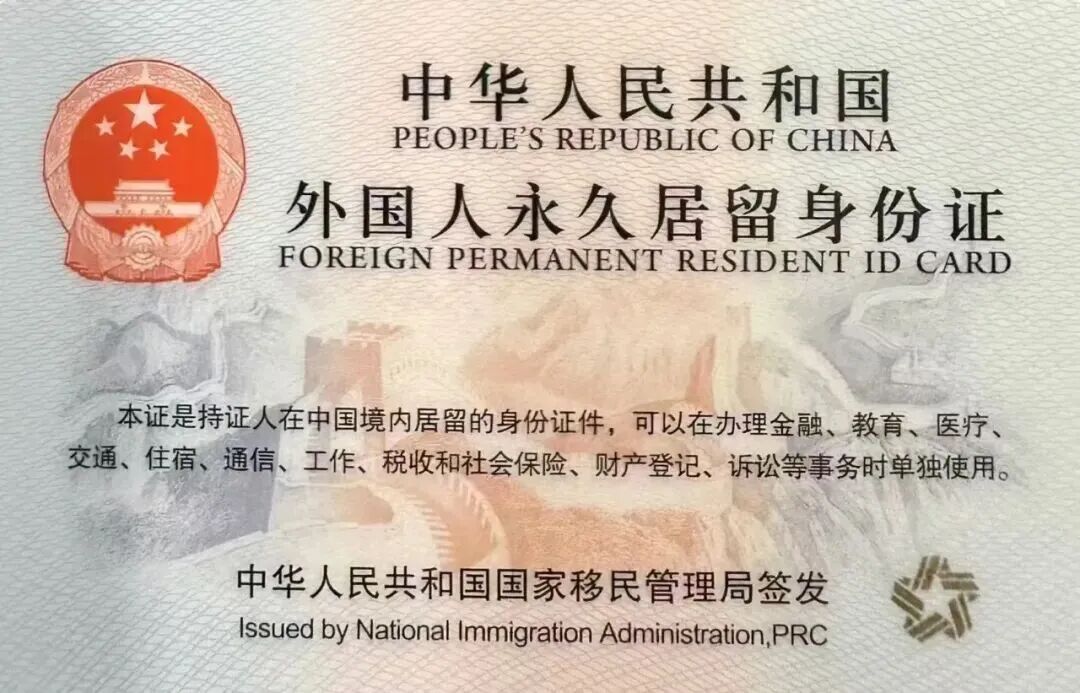 中华人民共和国
PEOPLE'S REPUBLIC OF CHINA
外国人永久居留身份证
FOREIGN PERMANENT RESIDENT ID CARD
本证是持证人在中国境内居留的身份证件，可以在办理金融、教育、医疗、
交通、住宿、通信、工作、税收和社会保险、财产登记、诉讼等事务时单独使用。
中华人民共和国国家移民管理局签发
Issued by National Immigration Administration,PRC